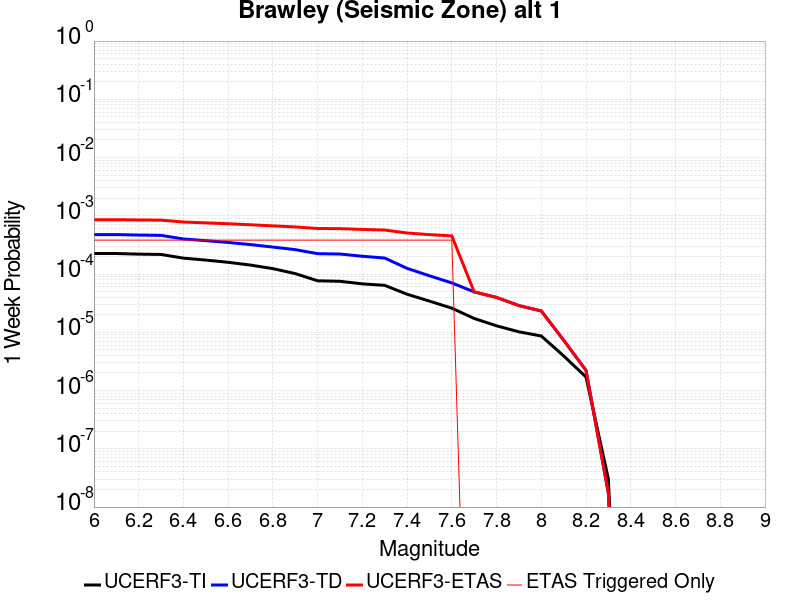 Brawley (Seismic Zone) alt 1
10^0
10^-1
10^-2
10^-3
10^-4
10^-5
10^-6
10^-7
10^-8
1 Week Probability
6 6.2 6.4 6.6 6.8 7 7.2 7.4 7.6 7.8 8 8.2 8.4 8.6 8.8 9
Magnitude
UCERF3-TI UCERF3-TD UCERF3-ETAS ETAS Triggered Only